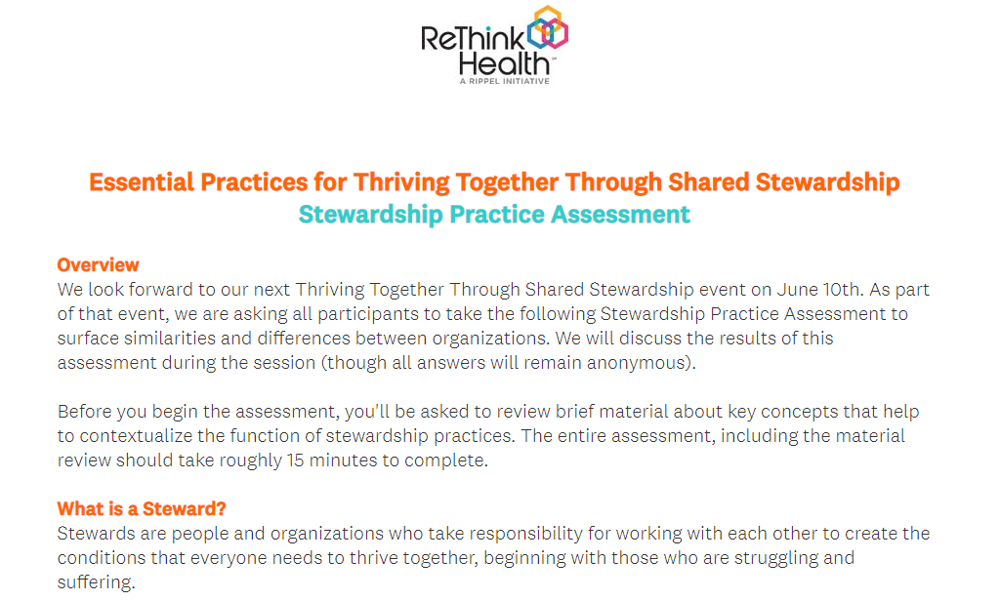 ReThink
Health
A RIPPEL INITIATIVE
Essential Practices for Thriving Together Through Shared Stewardship
Stewardship Practice Assessment
Overview
We look forward to our next Thriving Together Through Shared Stewardship event on June 10th. As part
of that event, we are asking all participants to take the following Stewardship Practice Assessment to
surface similarities and differences between organizations. We will discuss the results of this
assessment during the session (though all answers will remain anonymous).
Before you begin the assessment, you'll be asked to review brief material about key concepts that help
to contextualize the function of stewardship practices. The entire assessment, including the material
review should take roughly 15 minutes to complete.
What is a Steward?
Stewards are people and organizations who take responsibility for working with each other to create the
conditions that everyone needs to thrive together, beginning with those who are struggling and
suffering.